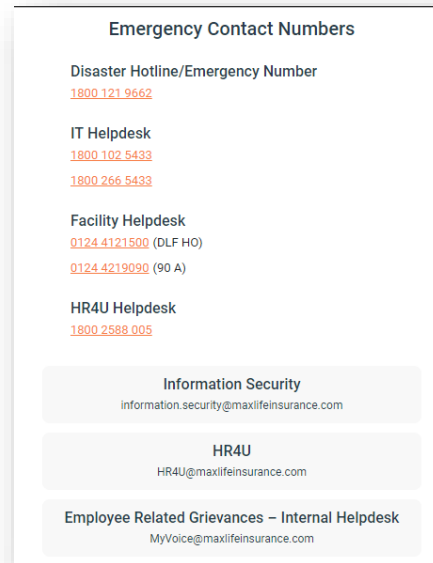 Emergency Contact Numbers
Disaster Hotline/Emergency Number
1800 121 9662
IT Helpdesk
1800 102 5433
1800 266 5433
Facility Helpdesk
0124 4121500 (DLF HO)
0124 4219090 (90 A)
HR4U Helpdesk
1800 2588 005
Information Security
information.security@maxlifeinsurance.com
HR4U
HR4U@maxlifeinsurance.com
Employee Related Grievances – Internal Helpdesk
MyVoice@maxlifeinsurance.com